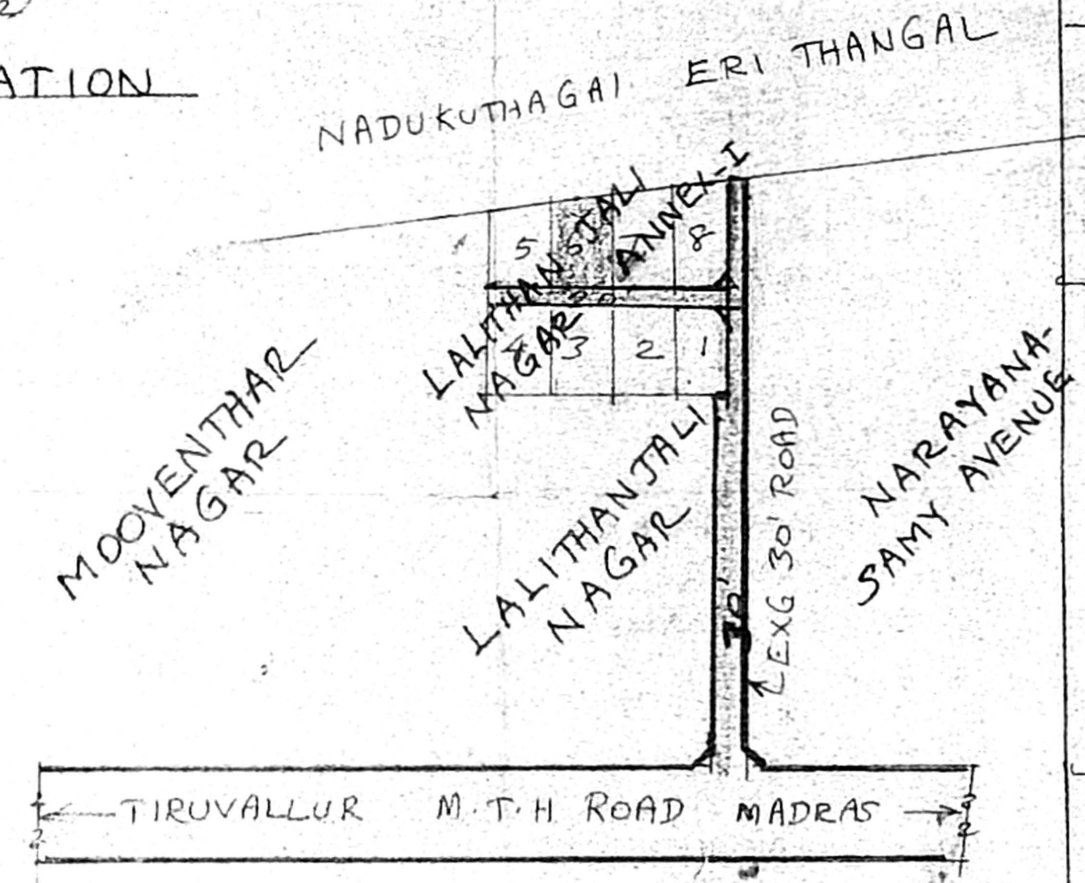 ATION
NADUKUTHAGAI ERI THANGAL
LALITHANJALI
NAGAR ANNEX-I
5 8
4 3 2 1
MOOVENTHAR
NAGAR
LALITHANJALI
NAGAR
30'
EXG 30' ROAD
NARAYANA-
SAMY AVENUE
TIRUVALLUR M.T.H ROAD MADRAS